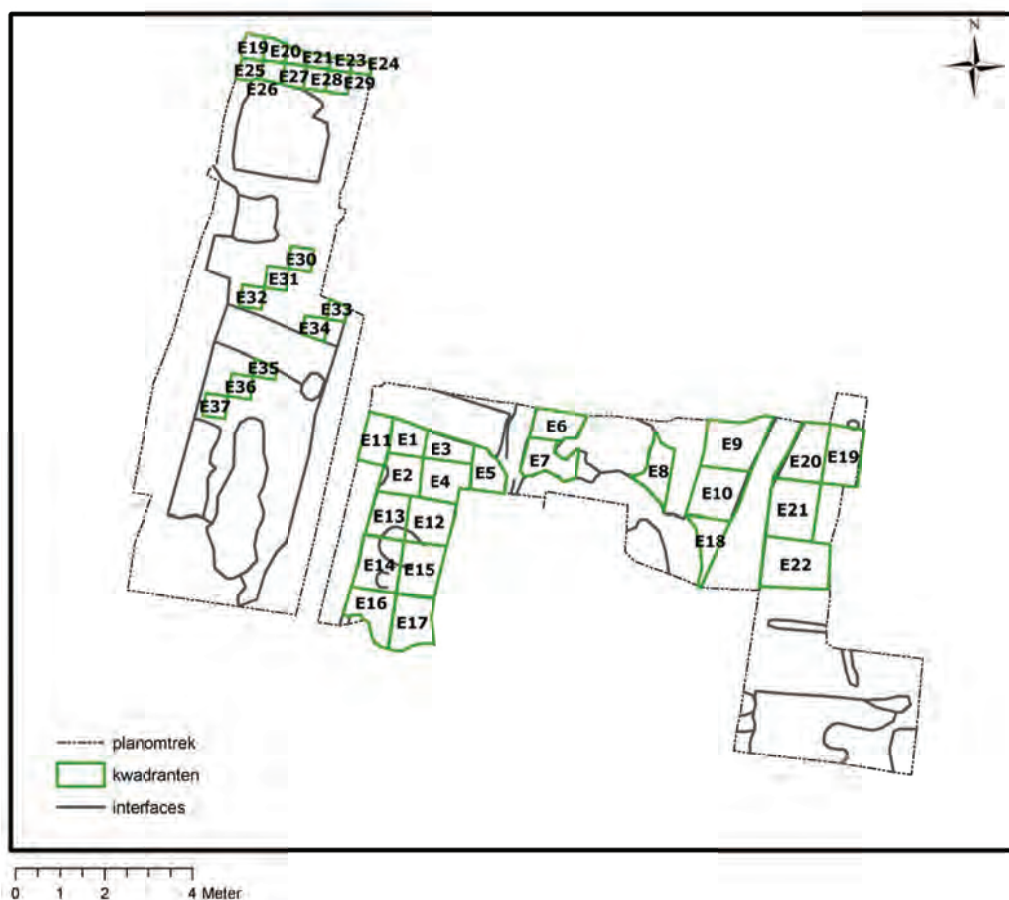 N
E19 E20 E21 E23 E24
E25 E27 E28 E29
E26
E30
E31
E32
E33
E34
E35
E36
E37
E11 E1 E3
E2 E4 E5
E13 E12
E14 E15
E16 E17
E6
E7 E8
E9
E10
E18
E20 E19
E21
E22
planomtrek
kwadranten
interfaces
0 1 2 4 Meter